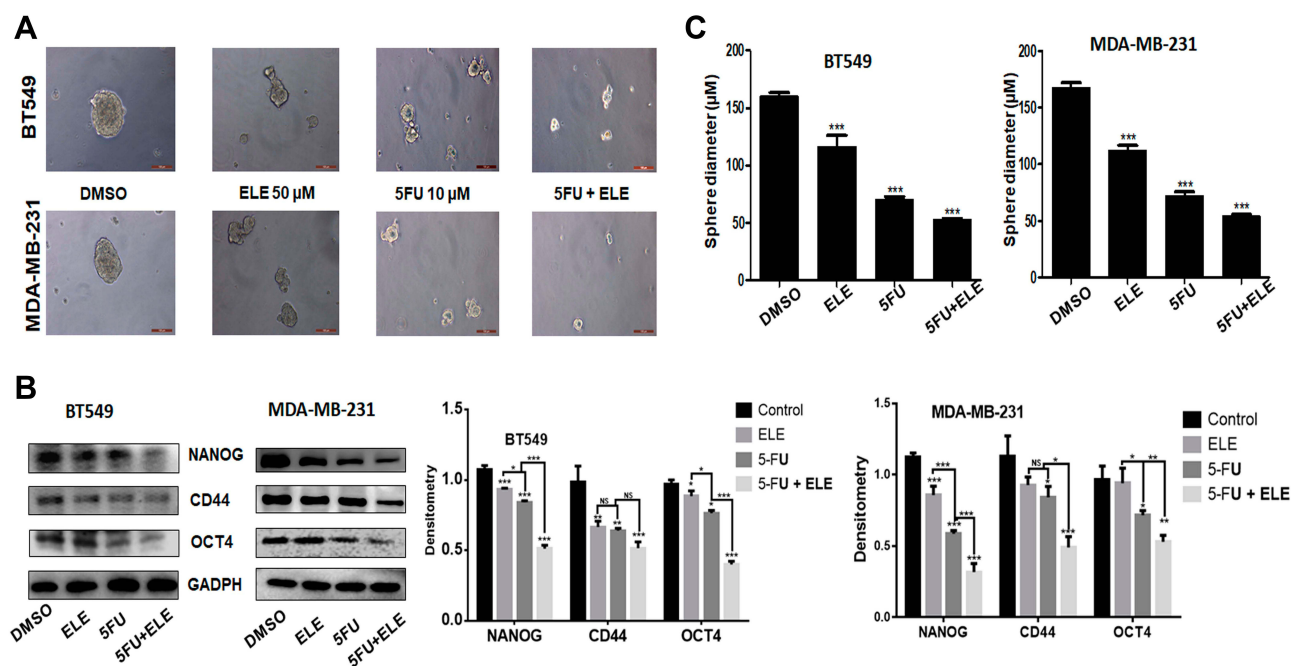 A
BT549
DMSO
ELE 50 µM
5FU 10 µM
5FU + ELE
MDA-MB-231
C
BT549
Sphere diameter (µM)
200
150
100
50
0
***
***
***
DMSO
ELE
5FU
5FU+ELE
MDA-MB-231
Sphere diameter (µM)
200
150
100
50
0
***
***
***
DMSO
ELE
5FU
5FU+ELE
B
BT549
MDA-MB-231
NANOG
CD44
OCT4
GADPH
DMSO
ELE
5FU
5FU+ELE
DMSO
ELE
5FU
5FU+ELE
BT549
Densitometry
1.5
1.0
0.5
0.0
* ***
*** *** ***
NS NS
** ** ***
* ***
* * ***
NANOG
CD44
OCT4
Control
ELE
5-FU
5-FU + ELE
MDA-MB-231
Densitometry
1.5
1.0
0.5
0.0
*** ***
*** *** ***
NS *
* ***
* **
* **
NANOG
CD44
OCT4
Control
ELE
5-FU
5-FU + ELE